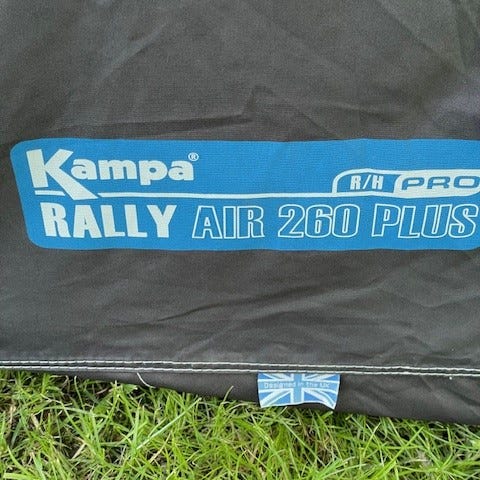 Kampa®
R/H PRO
RALLY AIR 260 PLUS
Designed in the UK